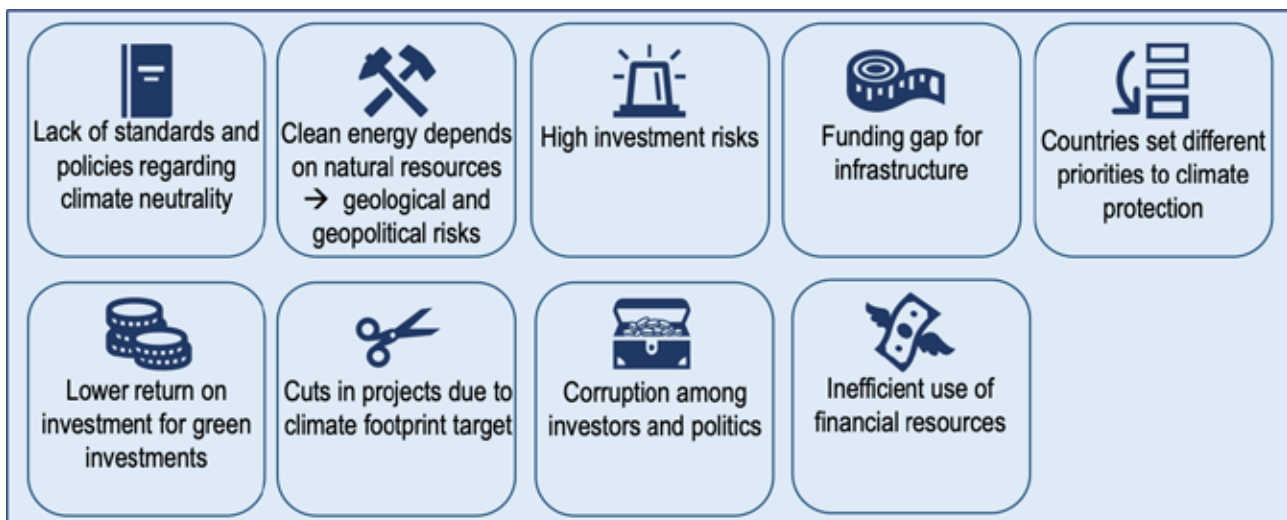 Lack of standards and
policies regarding
climate neutrality
Clean energy depends
on natural resources
→ geological and
geopolitical risks
High investment risks
Funding gap for
infrastructure
Countries set different
priorities to climate
protection
Lower return on
investment for green
investments
Cuts in projects due to
climate footprint target
Corruption among
investors and politics
Inefficient use of
financial resources